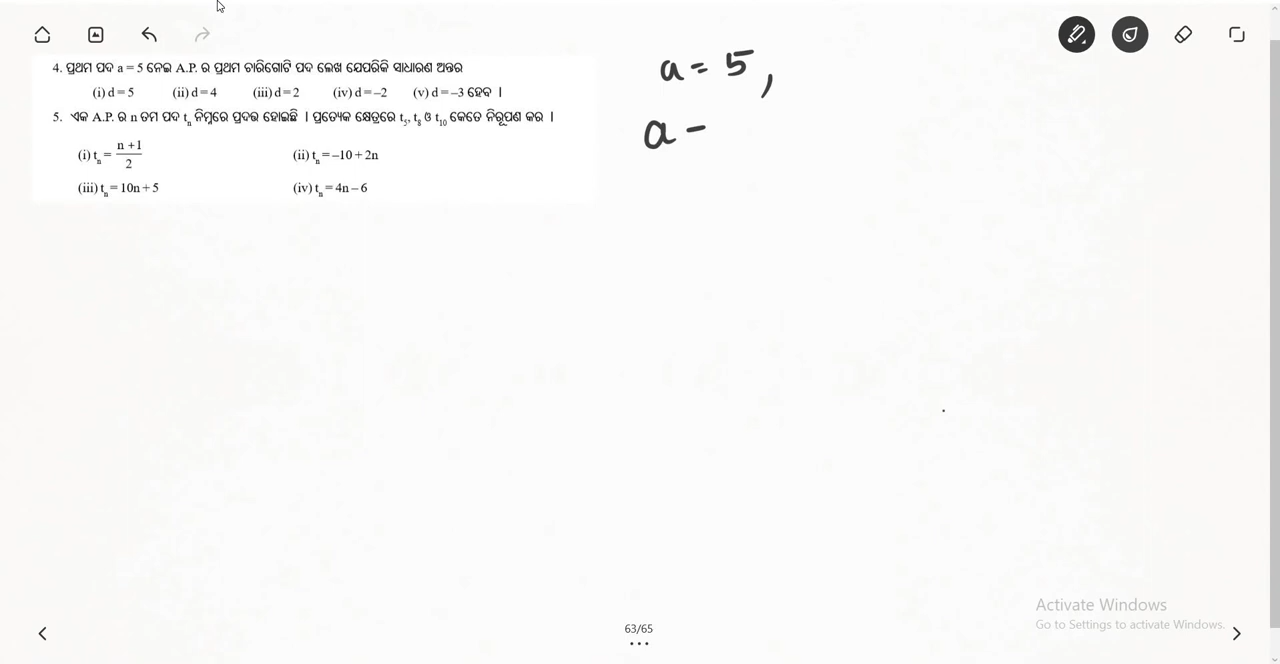 4. ପ୍ରଥମ ପଦ a = 5 ନେଇ A.P. ର ପ୍ରଥମ ଚାରିଗୋଟି ପଦ ଲେଖ ଯେପରିକି ସାଧାରଣ ଅନ୍ତର
(i) d = 5 (ii) d = 4 (iii) d = 2 (iv) d = –2 (v) d = –3 ହେବ ।
5. ଏକ A.P. ର n ତମ ପଦ tₙ ନିମ୍ନରେ ପ୍ରଦତ୍ତ ହୋଇଛି । ପ୍ରତ୍ୟେକ କ୍ଷେତ୍ରରେ t₅, t₈ ଓ t₁₀ କେତେ ନିରୂପଣ କର ।
(i) tₙ = (n +1)/2 (ii) tₙ = –10 + 2n
(iii) tₙ = 10n + 5 (iv) tₙ = 4n – 6
a = 5,
a –
Activate Windows
Go to Settings to activate Windows.
63/65